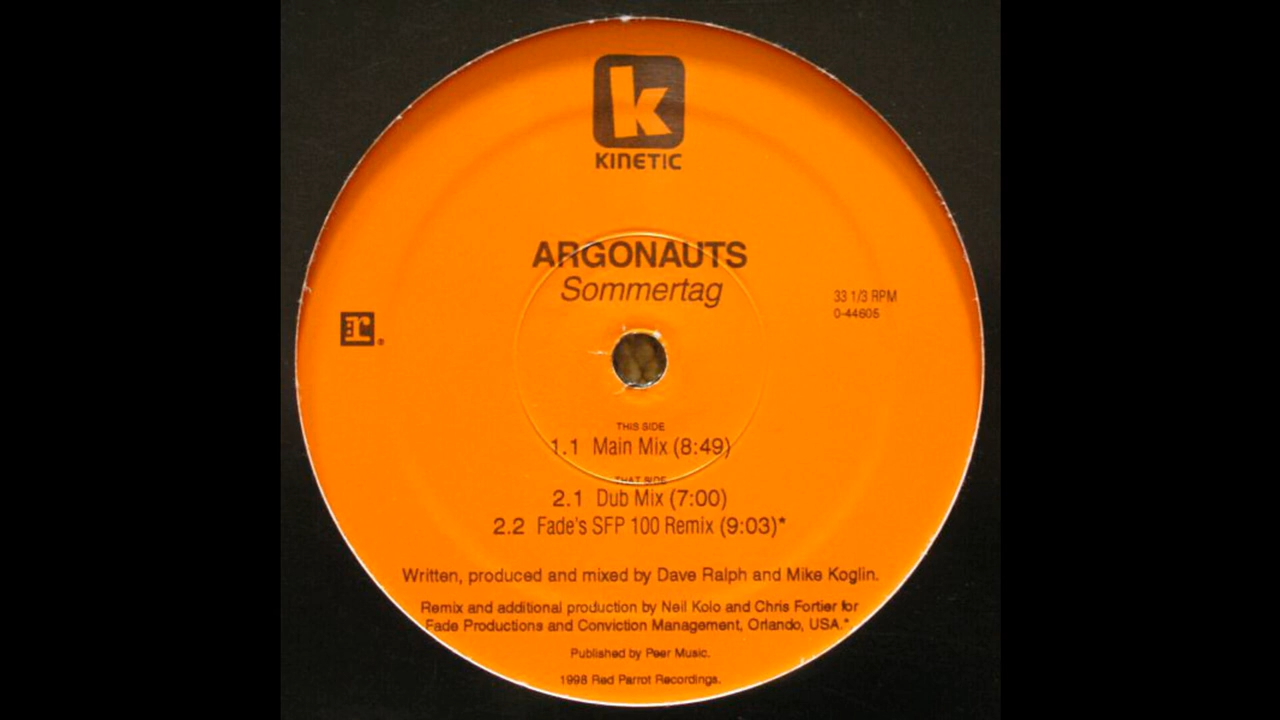 k
KINETIC
ARGONAUTS
Sommertag
33 1/3 RPM
0-44605
r®
THIS SIDE
1.1 Main Mix (8:49)
THAT SIDE
2.1 Dub Mix (7:00)
2.2 Fade's SFP 100 Remix (9:03)*
Written, produced and mixed by Dave Ralph and Mike Koglin.
Remix and additional production by Neil Kolo and Chris Fortier for
Fade Productions and Conviction Management, Orlando, USA.*
Published by Peer Music.
1998 Red Parrot Recordings.